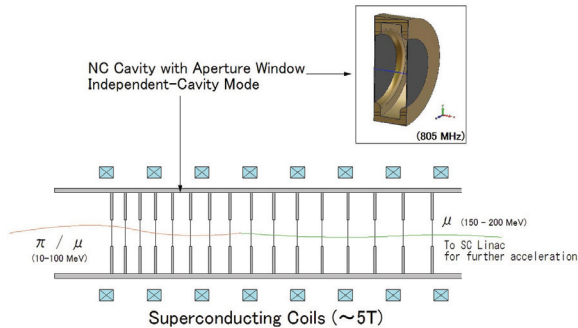 NC Cavity with Aperture Window
Independent-Cavity Mode
(805 MHz)
π / μ
(10-100 MeV)
μ (150 - 200 MeV)
To SC Linac
for further acceleration
Superconducting Coils (~5T)